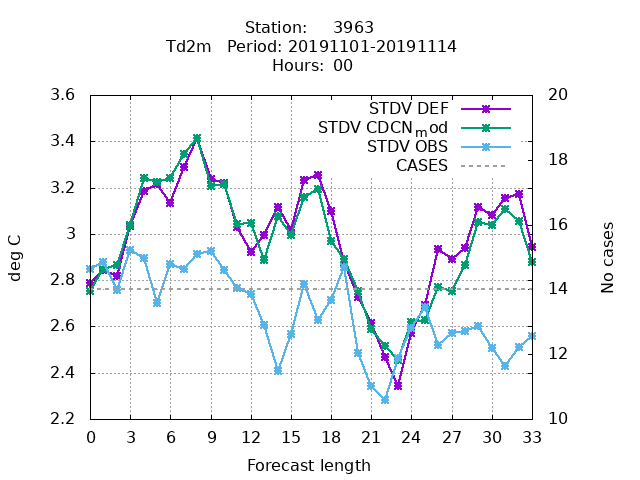 Station: 3963
Td2m Period: 20191101-20191114
Hours: 00
3.6
3.4
3.2
3
2.8
2.6
2.4
2.2
deg C
20
18
16
14
12
10
No cases
STDV DEF
STDV CDCNmod
STDV OBS
CASES
0 3 6 9 12 15 18 21 24 27 30 33
Forecast length